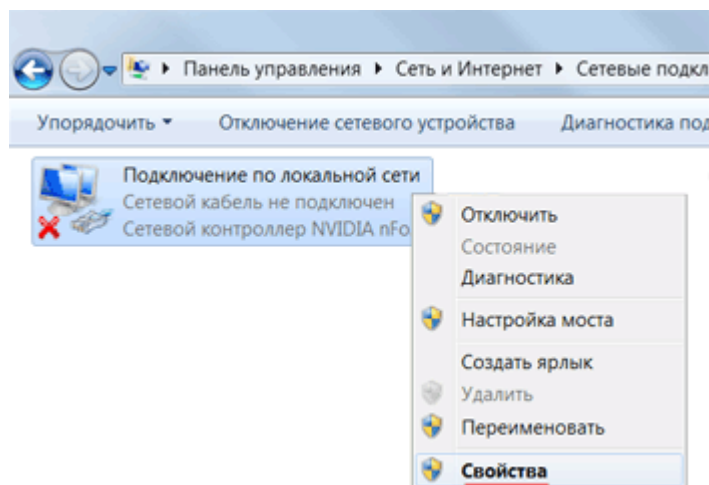 Панель управления ▸ Сеть и Интернет ▸ Сетевые подкл
Упорядочить ▾ Отключение сетевого устройства Диагностика под
Подключение по локальной сети
Сетевой кабель не подключен
Сетевой контроллер NVIDIA nFo
Отключить
Состояние
Диагностика
Настройка моста
Создать ярлык
Удалить
Переименовать
Свойства